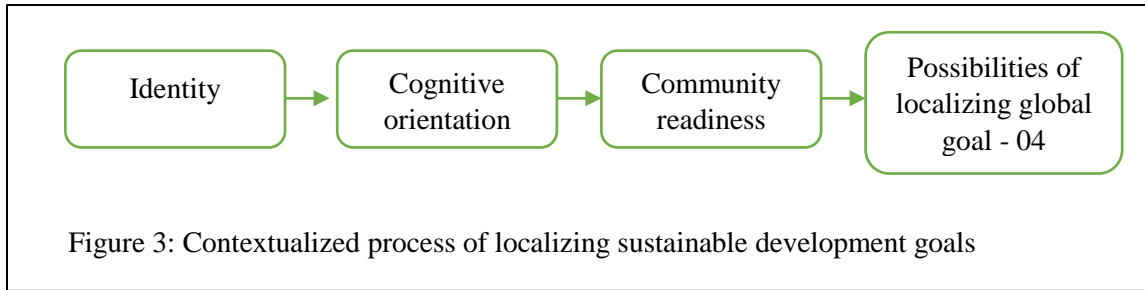 Identity
Cognitive
orientation
Community
readiness
Possibilities of
localizing global
goal - 04
Figure 3: Contextualized process of localizing sustainable development goals